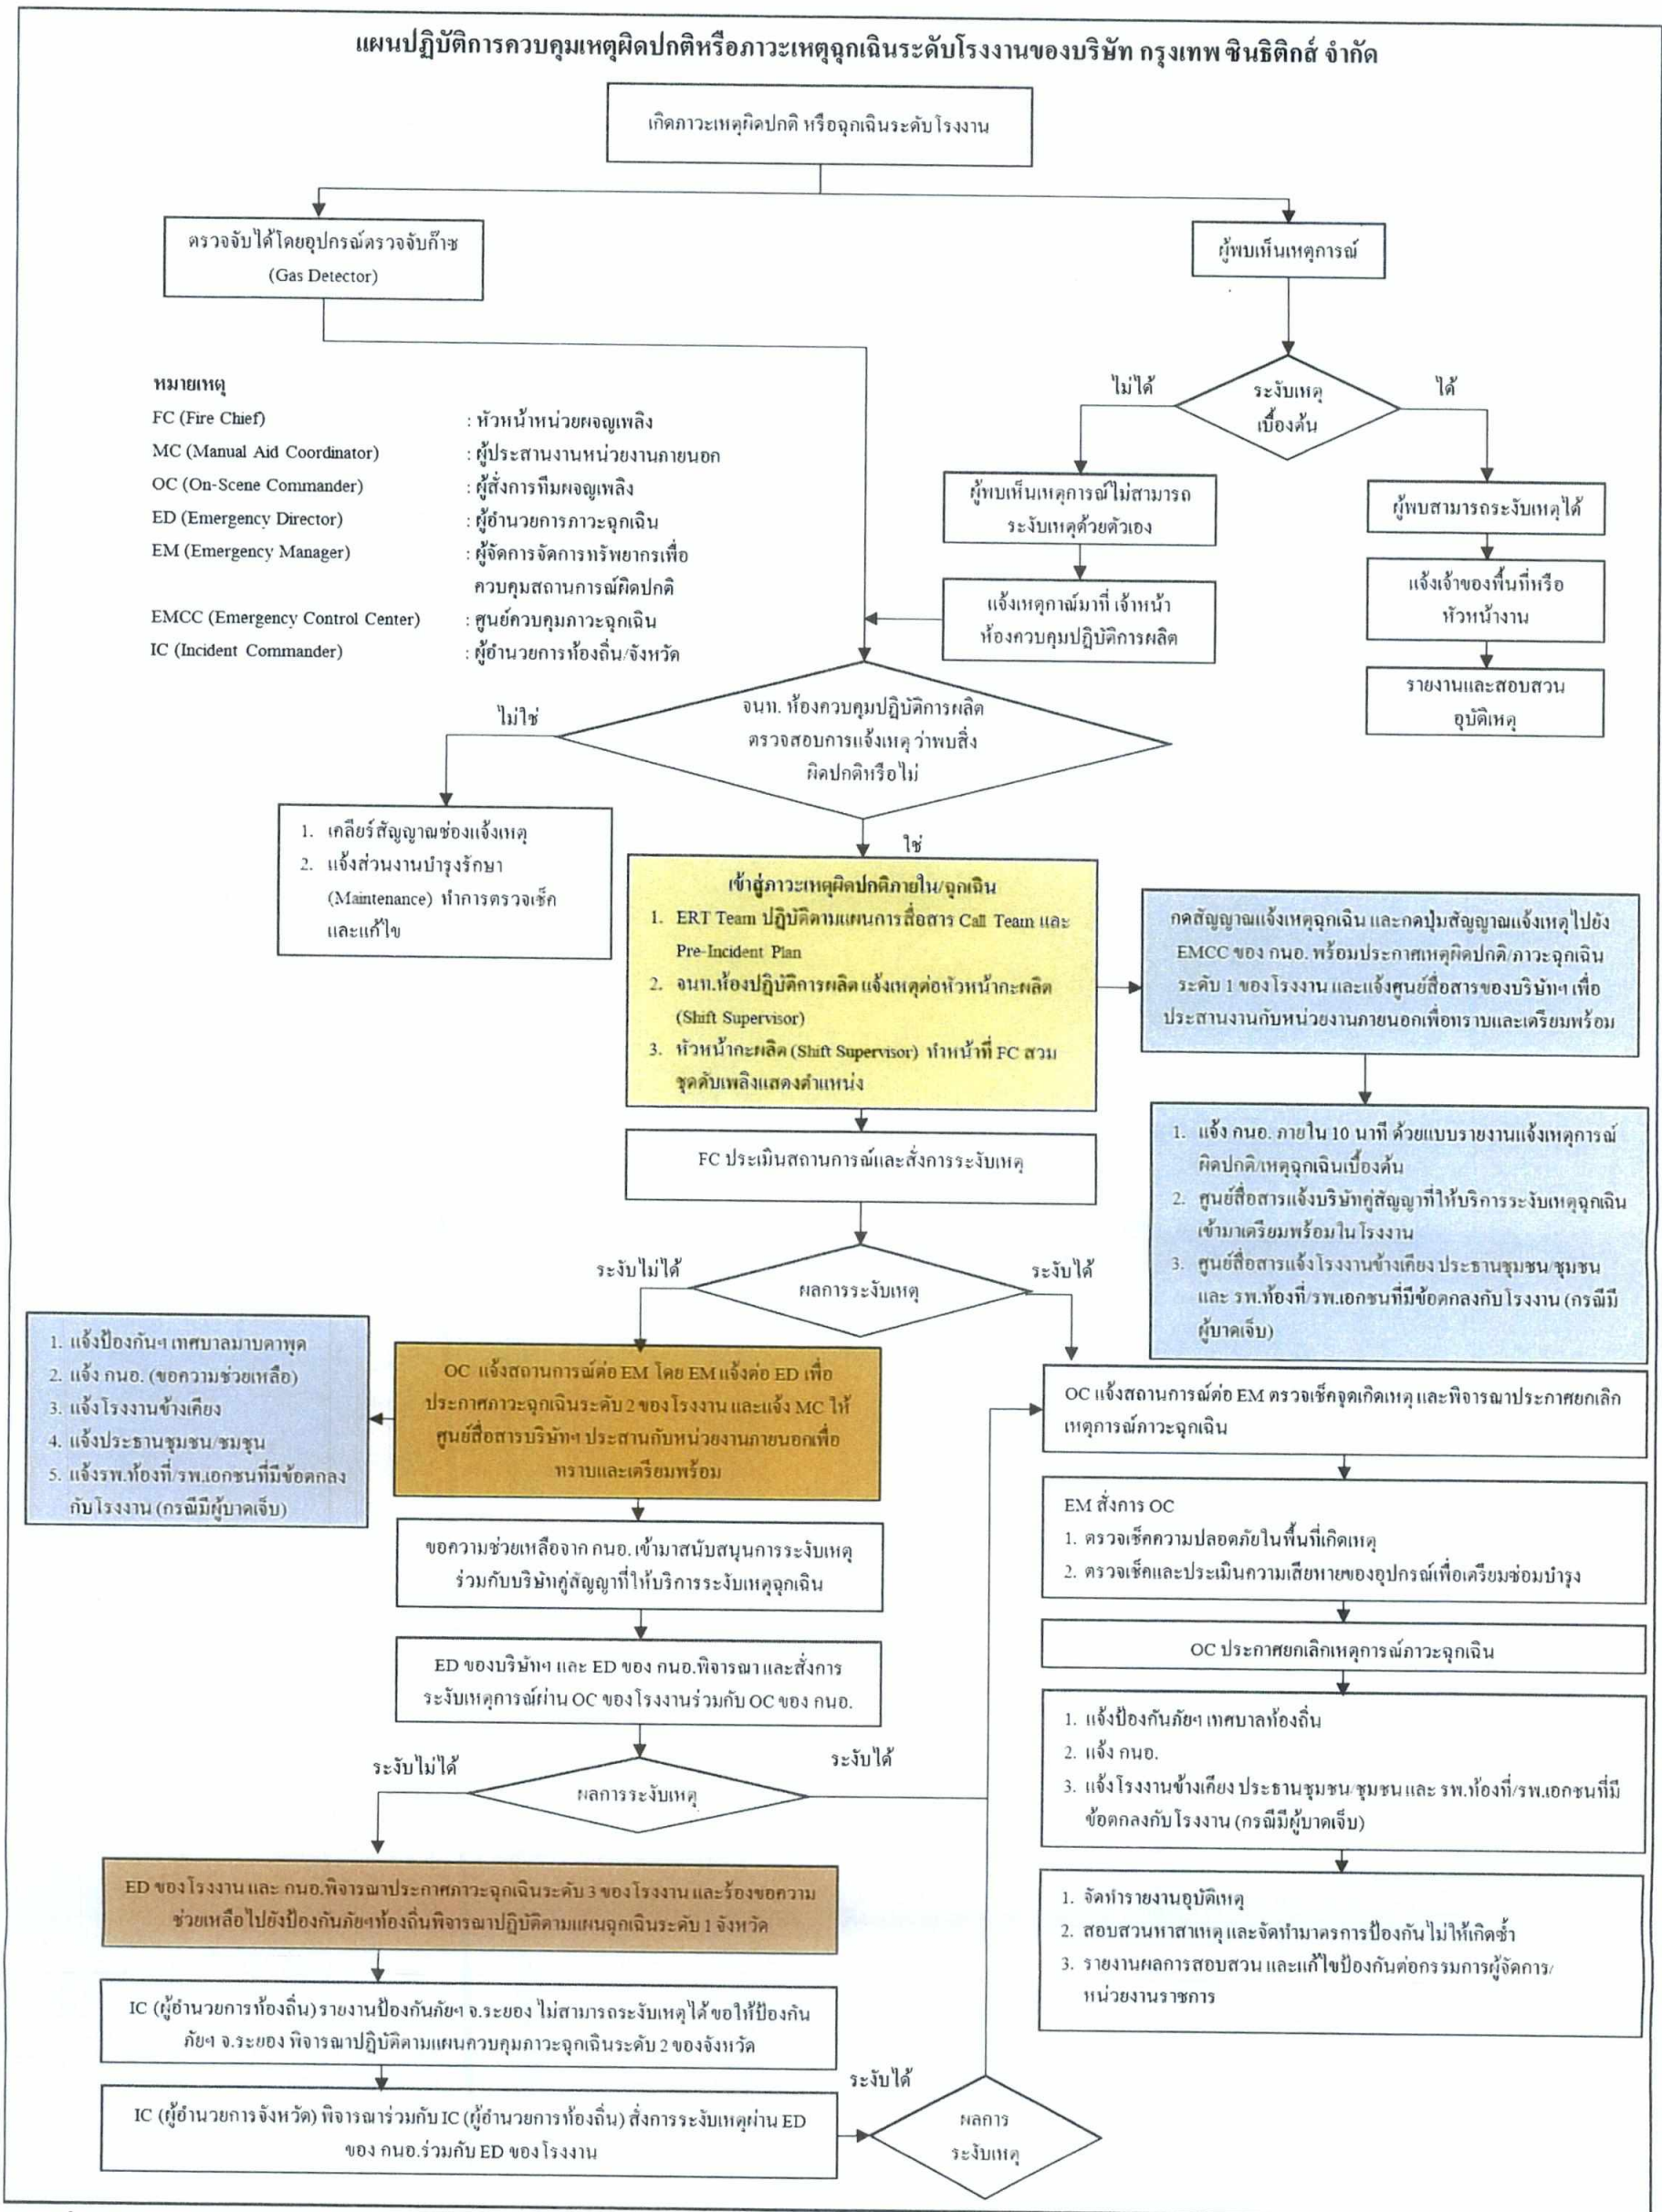 แผนปฏิบัติการควบคุมเหตุผิดปกติหรือภาวะเหตุฉุกเฉินระดับโรงงานของบริษัท กรุงเทพ ซินธิติกส์ จำกัด
เกิดภาวะเหตุผิดปกติ หรือฉุกเฉินระดับโรงงาน
ตรวจจับได้โดยอุปกรณ์ตรวจจับก๊าซ
(Gas Detector)
ผู้พบเห็นเหตุการณ์
ระงับเหตุ
เบื้องต้น
ไม่ได้
ได้
หมายเหตุ
FC (Fire Chief) : หัวหน้าหน่วยผจญเพลิง
MC (Manual Aid Coordinator) : ผู้ประสานงานหน่วยงานภายนอก
OC (On-Scene Commander) : ผู้สั่งการทีมผจญเพลิง
ED (Emergency Director) : ผู้อำนวยการภาวะฉุกเฉิน
EM (Emergency Manager) : ผู้จัดการจัดการทรัพยากรเพื่อ
ควบคุมสถานการณ์ผิดปกติ
EMCC (Emergency Control Center) : ศูนย์ควบคุมภาวะฉุกเฉิน
IC (Incident Commander) : ผู้อำนวยการท้องถิ่น/จังหวัด
ผู้พบเห็นเหตุการณ์ไม่สามารถ
ระงับเหตุด้วยตัวเอง
แจ้งเหตุกาณ์มาที่ เจ้าหน้า
ห้องควบคุมปฏิบัติการผลิต
ผู้พบสามารถระงับเหตุได้
แจ้งเจ้าของพื้นที่หรือ
หัวหน้างาน
รายงานและสอบสวน
อุบัติเหตุ
จนท. ห้องควบคุมปฏิบัติการผลิต
ตรวจสอบการแจ้งเหตุ ว่าพบสิ่ง
ผิดปกติหรือไม่
ไม่ใช่
ใช่
1. เคลียร์สัญญาณช่องแจ้งเหตุ
2. แจ้งส่วนงานบำรุงรักษา
(Maintenance) ทำการตรวจเช็ค
และแก้ไข
เข้าสู่ภาวะเหตุผิดปกติภายใน/ฉุกเฉิน
1. ERT Team ปฏิบัติตามแผนการสื่อสาร Call Team และ
Pre-Incident Plan
2. จนท.ห้องปฏิบัติการผลิต แจ้งเหตุต่อหัวหน้ากะผลิต
(Shift Supervisor)
3. หัวหน้ากะผลิต (Shift Supervisor) ทำหน้าที่ FC สวม
ชุดดับเพลิงแสดงตำแหน่ง
กดสัญญาณแจ้งเหตุฉุกเฉิน และกดปุ่มสัญญาณแจ้งเหตุไปยัง
EMCC ของ กนอ. พร้อมประกาศเหตุผิดปกติ/ภาวะฉุกเฉิน
ระดับ 1 ของโรงงาน และแจ้งศูนย์สื่อสารของบริษัทฯ เพื่อ
ประสานงานกับหน่วยงานภายนอกเพื่อทราบและเตรียมพร้อม
1. แจ้ง กนอ. ภายใน 10 นาที ด้วยแบบรายงานแจ้งเหตุการณ์
ผิดปกติ/เหตุฉุกเฉินเบื้องต้น
2. ศูนย์สื่อสารแจ้งบริษัทคู่สัญญาที่ให้บริการระงับเหตุฉุกเฉิน
เข้ามาเตรียมพร้อมในโรงงาน
3. ศูนย์สื่อสารแจ้งโรงงานข้างเคียง ประธานชุมชน/ชุมชน
และ รพ.ท้องที่/รพ.เอกชนที่มีข้อตกลงกับโรงงาน (กรณีมี
ผู้บาดเจ็บ)
FC ประเมินสถานการณ์และสั่งการระงับเหตุ
ระงับไม่ได้
ผลการระงับเหตุ
ระงับได้
1. แจ้งป้องกันฯ เทศบาลมาบตาพุด
2. แจ้ง กนอ. (ขอความช่วยเหลือ)
3. แจ้งโรงงานข้างเคียง
4. แจ้งประธานชุมชน/ชุมชน
5. แจ้งรพ.ท้องที่/รพ.เอกชนที่มีข้อตกลง
กับโรงงาน (กรณีมีผู้บาดเจ็บ)
OC แจ้งสถานการณ์ต่อ EM โดย EM แจ้งต่อ ED เพื่อ
ประกาศภาวะฉุกเฉินระดับ 2 ของโรงงาน และแจ้ง MC ให้
ศูนย์สื่อสารบริษัทฯ ประสานกับหน่วยงานภายนอกเพื่อ
ทราบและเตรียมพร้อม
ขอความช่วยเหลือจาก กนอ. เข้ามาสนับสนุนการระงับเหตุ
ร่วมกับบริษัทคู่สัญญาที่ให้บริการระงับเหตุฉุกเฉิน
ED ของบริษัทฯ และ ED ของ กนอ.พิจารณา และสั่งการ
ระงับเหตุการณ์ผ่าน OC ของโรงงานร่วมกับ OC ของ กนอ.
ระงับไม่ได้
ผลการระงับเหตุ
ระงับได้
ED ของโรงงาน และ กนอ.พิจารณาประกาศภาวะฉุกเฉินระดับ 3 ของโรงงาน และร้องขอความ
ช่วยเหลือไปยังป้องกันภัยฯท้องถิ่นพิจารณาปฏิบัติตามแผนฉุกเฉินระดับ 1 จังหวัด
IC (ผู้อำนวยการท้องถิ่น) รายงานป้องกันภัยฯ จ.ระยอง ไม่สามารถระงับเหตุได้ ขอให้ป้องกัน
ภัยฯ จ.ระยอง พิจารณาปฏิบัติตามแผนควบคุมภาวะฉุกเฉินระดับ 2 ของจังหวัด
IC (ผู้อำนวยการจังหวัด) พิจารณาร่วมกับ IC (ผู้อำนวยการท้องถิ่น) สั่งการระงับเหตุผ่าน ED
ของ กนอ.ร่วมกับ ED ของโรงงาน
ระงับได้
ผลการ
ระงับเหตุ
OC แจ้งสถานการณ์ต่อ EM ตรวจเช็คจุดเกิดเหตุ และพิจารณาประกาศยกเลิก
เหตุการณ์ภาวะฉุกเฉิน
EM สั่งการ OC
1. ตรวจเช็คความปลอดภัยในพื้นที่เกิดเหตุ
2. ตรวจเช็คและประเมินความเสียหายของอุปกรณ์เพื่อเตรียมซ่อมบำรุง
OC ประกาศยกเลิกเหตุการณ์ภาวะฉุกเฉิน
1. แจ้งป้องกันภัยฯ เทศบาลท้องถิ่น
2. แจ้ง กนอ.
3. แจ้งโรงงานข้างเคียง ประธานชุมชน/ชุมชน และ รพ.ท้องที่/รพ.เอกชนที่มี
ข้อตกลงกับโรงงาน (กรณีมีผู้บาดเจ็บ)
1. จัดทำรายงานอุบัติเหตุ
2. สอบสวนหาสาเหตุ และจัดทำมาตรการป้องกันไม่ให้เกิดซ้ำ
3. รายงานผลการสอบสวน และแก้ไขป้องกันต่อกรรมการผู้จัดการ/
หน่วยงานราชการ